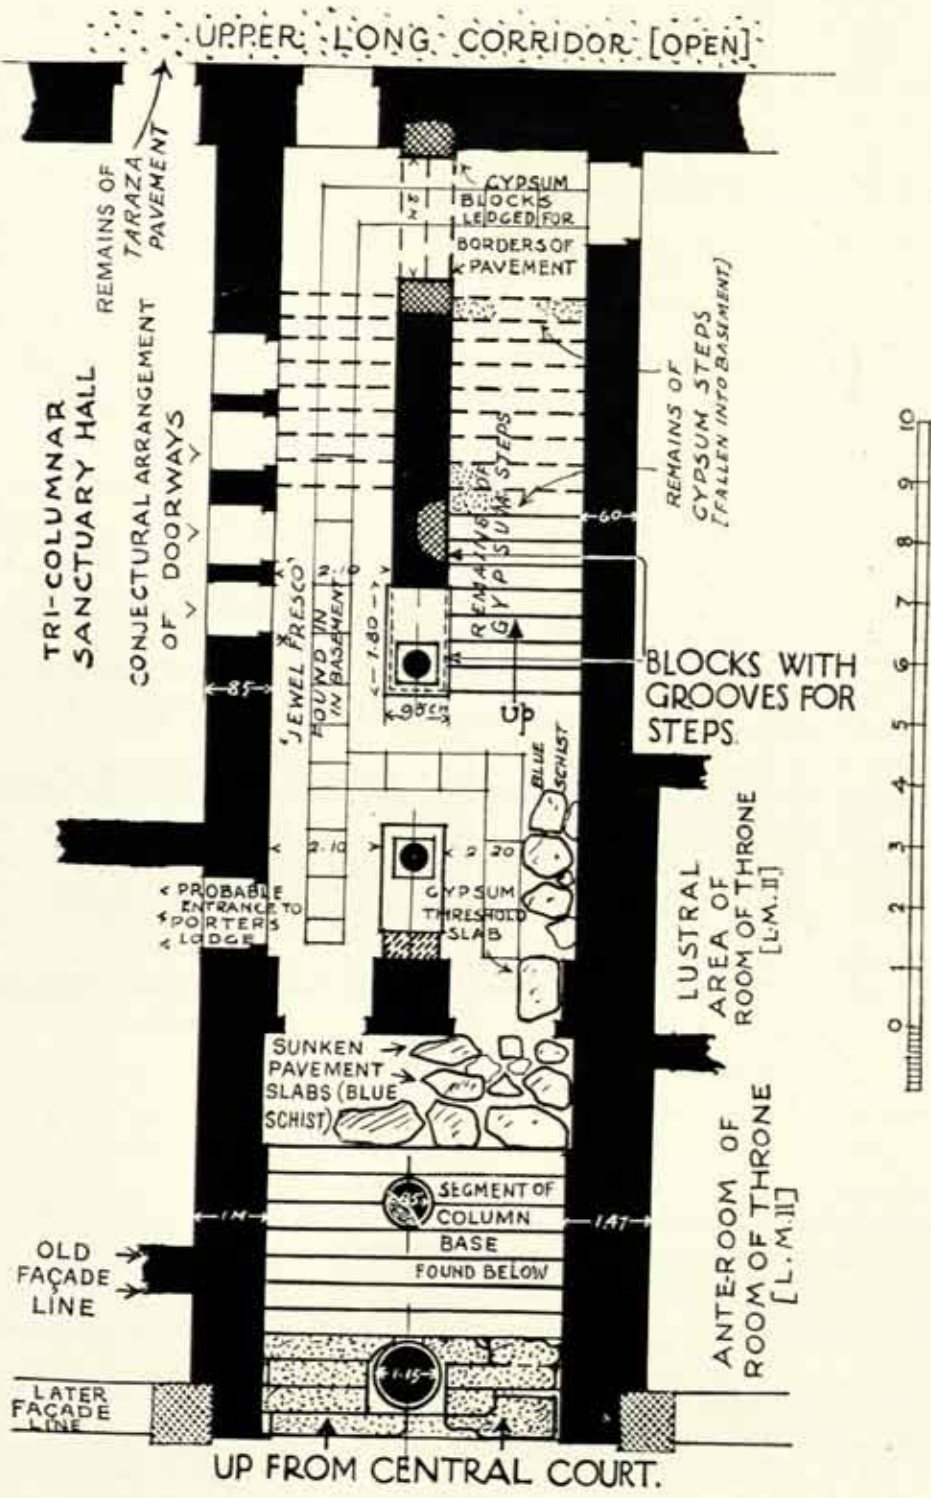 UPPER LONG CORRIDOR [OPEN]
REMAINS OF
TARAZA
PAVEMENT
GYPSUM
BLOCKS
LEDGED FOR
BORDERS OF
PAVEMENT
TRI-COLUMNAR
SANCTUARY HALL
CONJECTURAL ARRANGEMENT
OF DOORWAYS
REMAINS OF
GYPSUM STEPS
[FALLEN INTO BASEMENT]
REMAINS OF
GYPSUM STEPS
60
2.10
1.80
'JEWEL FRESCO'
FOUND IN
IN BASEMENT
85
95cm
UP
BLOCKS WITH
GROOVES FOR
STEPS.
BLUE
SCHIST
2.10
2 20
GYPSUM
THRESHOLD
SLAB
PROBABLE
ENTRANCE TO
PORTERS
LODGE
LUSTRAL
AREA OF
ROOM OF THRONE
[L.M.II]
10
9
8
7
6
5
4
3
2
1
0
SUNKEN
PAVEMENT
SLABS (BLUE
SCHIST)
85
SEGMENT OF
COLUMN
BASE
FOUND BELOW
1M
1.15
ANTE-ROOM OF
ROOM OF THRONE
[L.M.II]
OLD
FAÇADE
LINE
LATER
FAÇADE
LINE
UP FROM CENTRAL COURT.